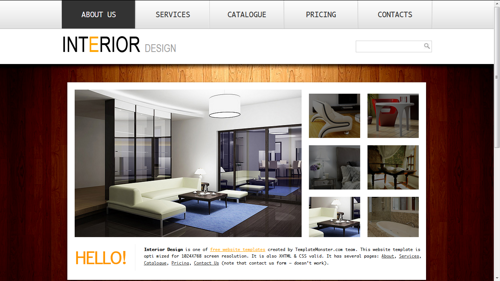 ABOUT US SERVICES CATALOGUE PRICING CONTACTS
INTERIOR DESIGN
HELLO!
Interior Design is one of free website templates created by TemplateMonster.com team. This website template is
optimized for 1024X768 screen resolution. It is also XHTML & CSS valid. It has several pages: About, Services,
Catalogue, Pricing, Contact Us (note that contact us form – doesn't work).